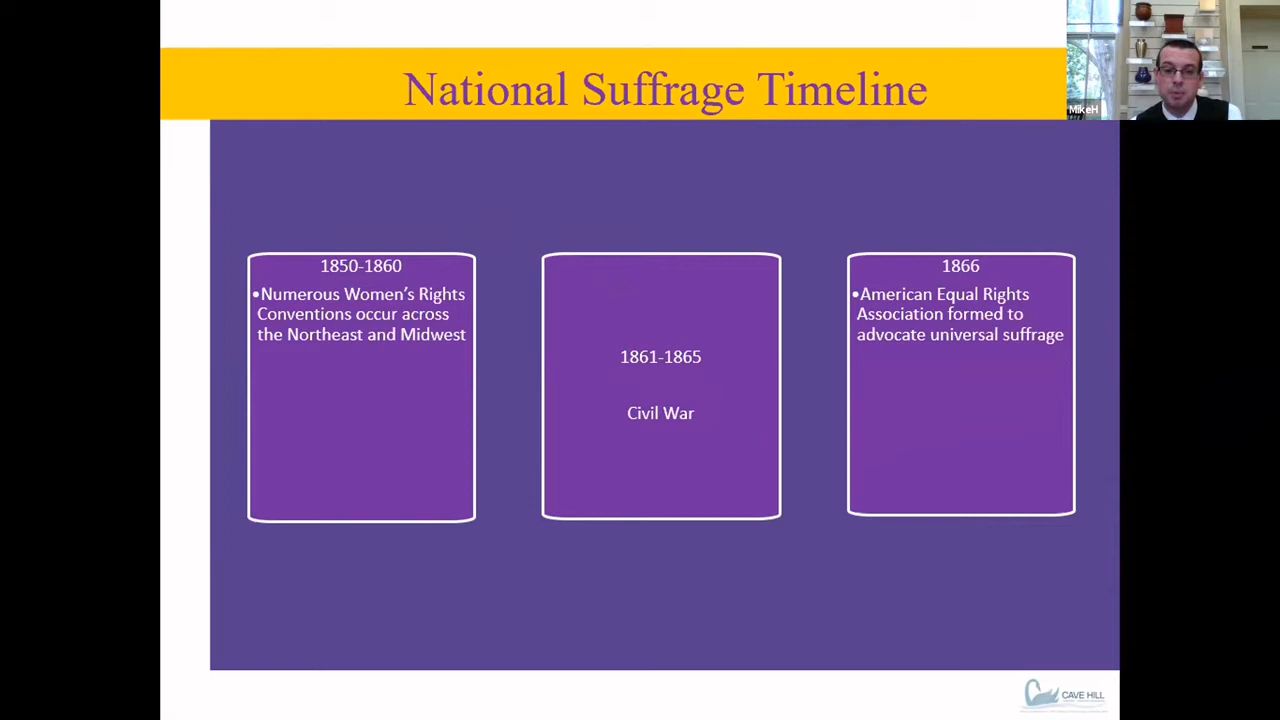 National Suffrage Timeline
MikeH
1850-1860
•Numerous Women's Rights
Conventions occur across
the Northeast and Midwest
1861-1865
Civil War
1866
•American Equal Rights
Association formed to
advocate universal suffrage
CAVE HILL